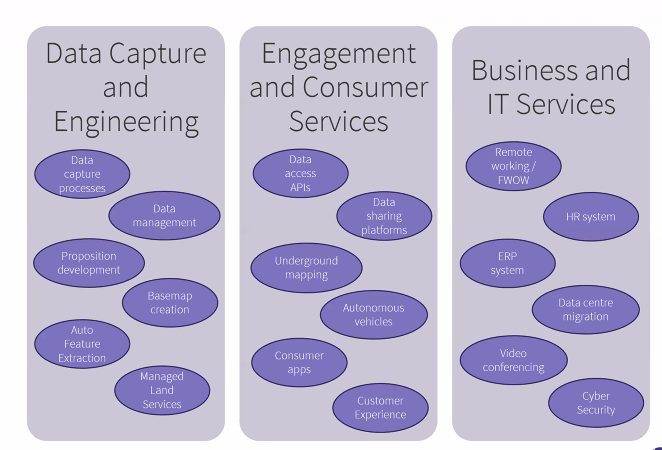 Data Capture
and
Engineering
Data
capture
processes
Data
management
Proposition
development
Basemap
creation
Auto
Feature
Extraction
Managed
Land
Services
Engagement
and Consumer
Services
Data
access
APIs
Data
sharing
platforms
Underground
mapping
Autonomous
vehicles
Consumer
apps
Customer
Experience
Business and
IT Services
Remote
working /
FWOW
HR system
ERP
system
Data centre
migration
Video
conferencing
Cyber
Security